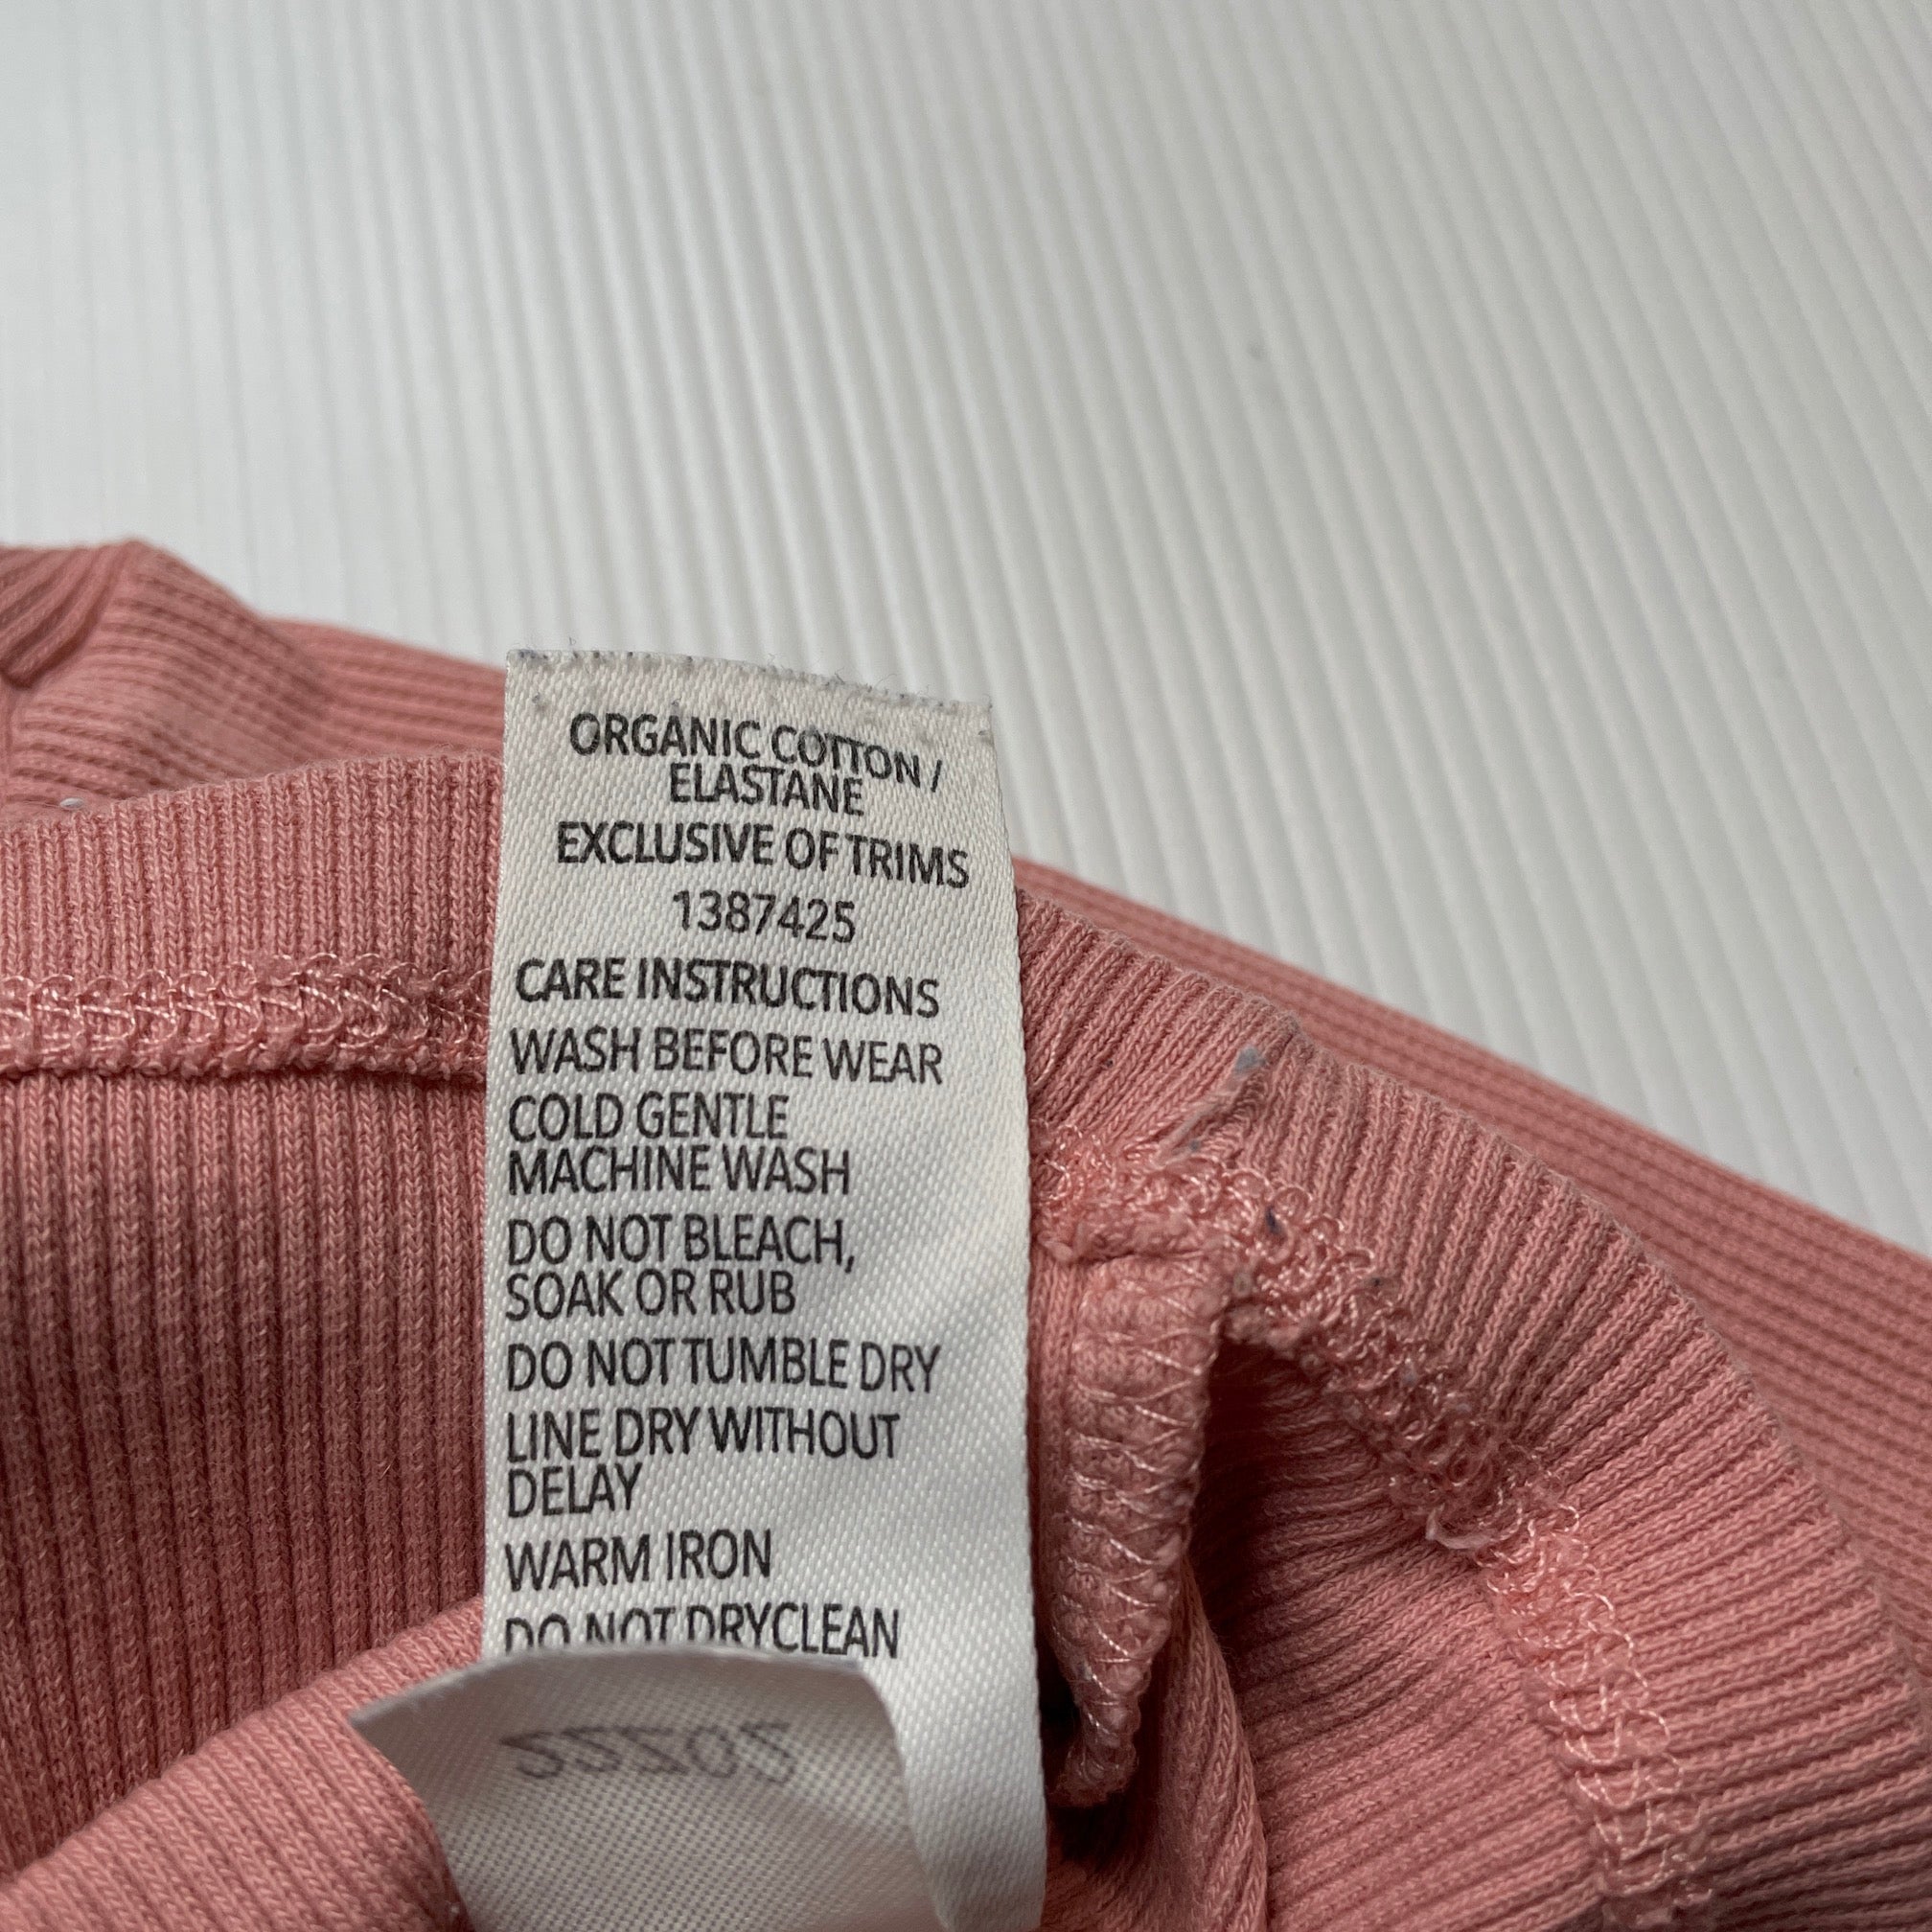 ORGANIC COTTON /
ELASTANE
EXCLUSIVE OF TRIMS
1387425
CARE INSTRUCTIONS
WASH BEFORE WEAR
COLD GENTLE
MACHINE WASH
DO NOT BLEACH,
SOAK OR RUB
DO NOT TUMBLE DRY
LINE DRY WITHOUT
DELAY
WARM IRON
DO NOT DRYCLEAN